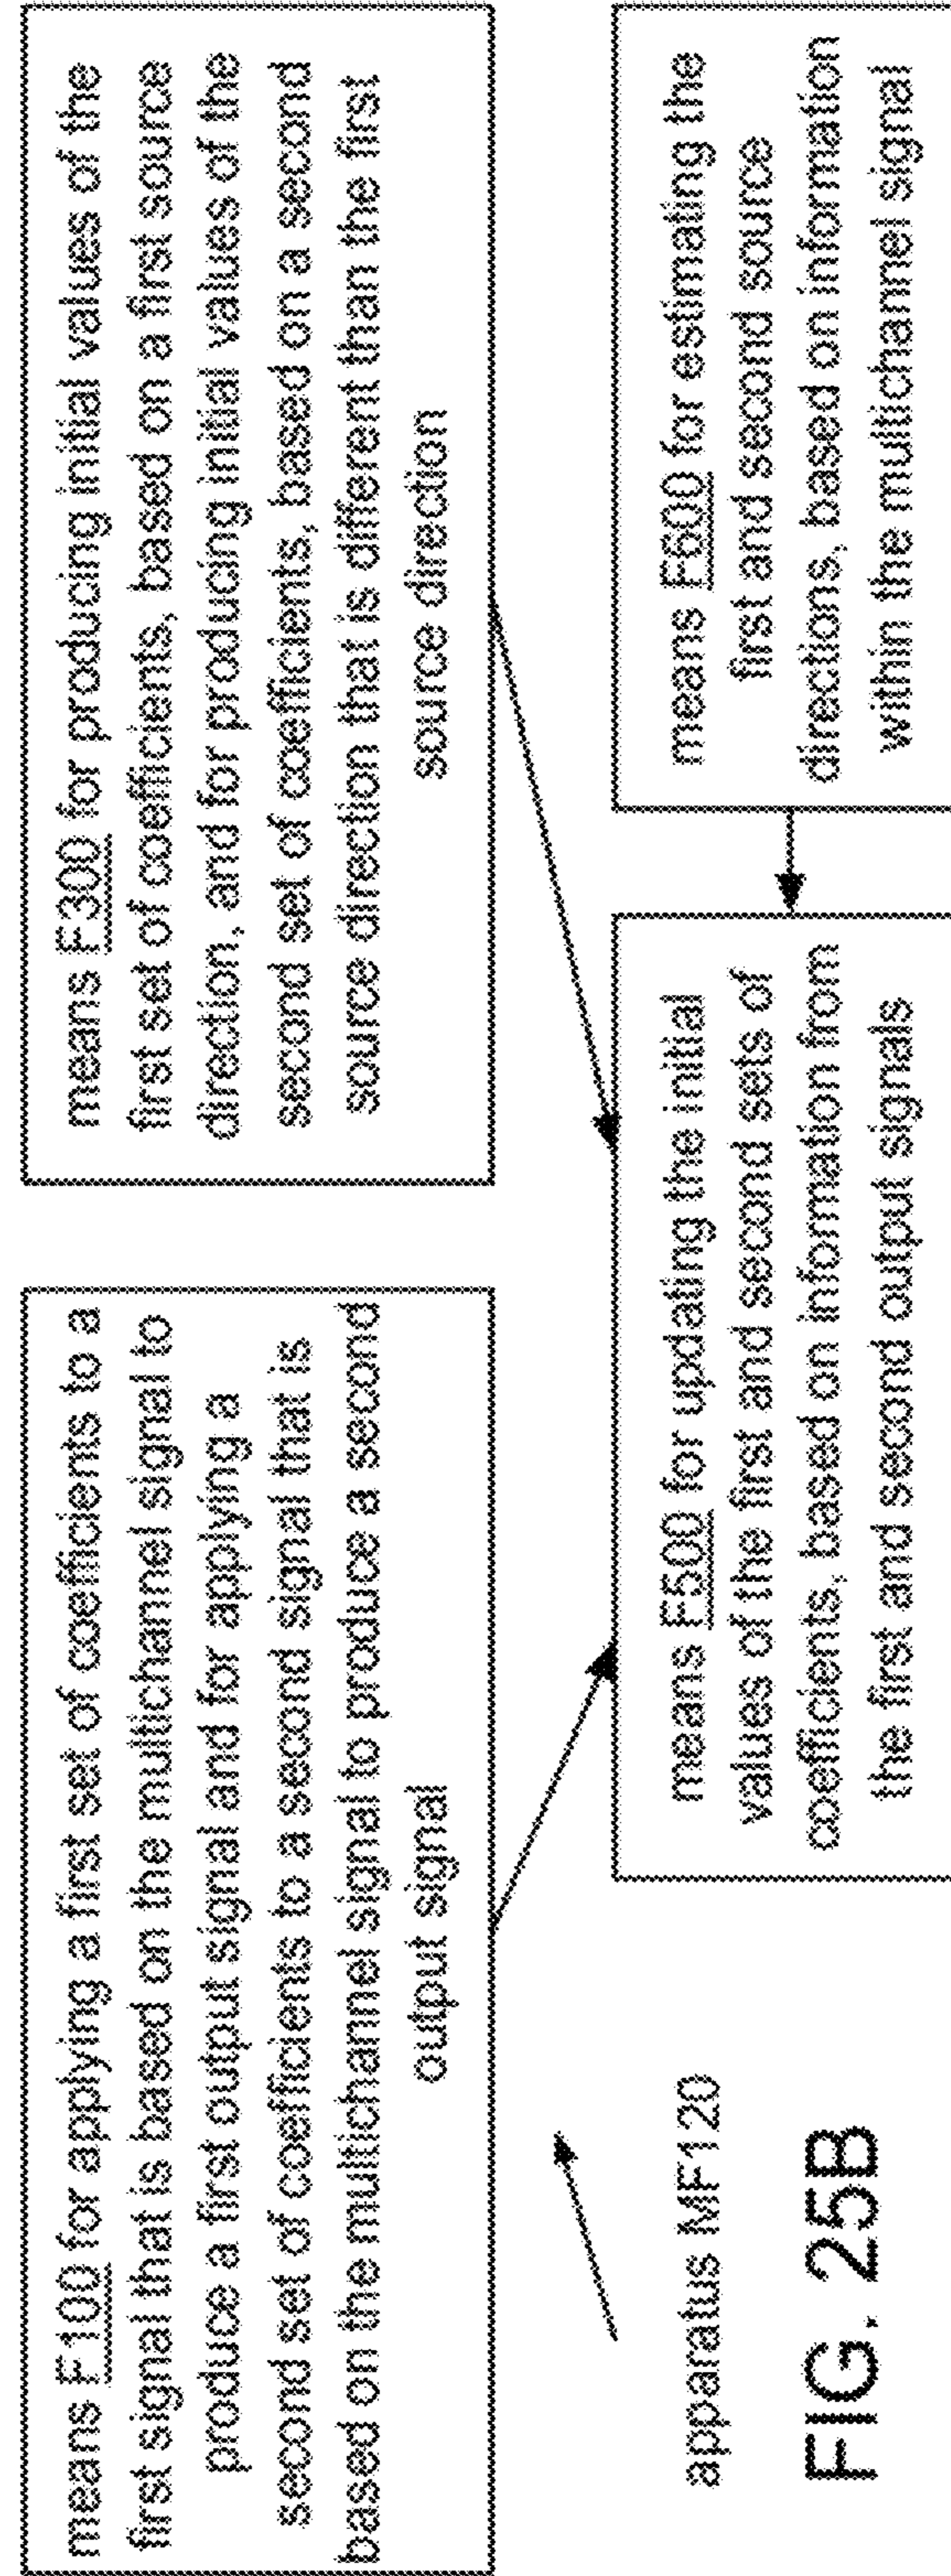 means F100 for applying a first set of coefficients to a
first signal that is based on the multichannel signal to
produce a first output signal and for applying a
second set of coefficients to a second signal that is
based on the multichannel signal to produce a second
output signal
means F300 for producing initial values of the
first set of coefficients, based on a first source
direction, and for producing initial values of the
second set of coefficients, based on a second
source direction that is different than the first
source direction
means F500 for updating the initial
values of the first and second sets of
coefficients, based on information from
the first and second output signals
means F600 for estimating the
first and second source
directions, based on information
within the multichannel signal
apparatus MF120
FIG. 25B